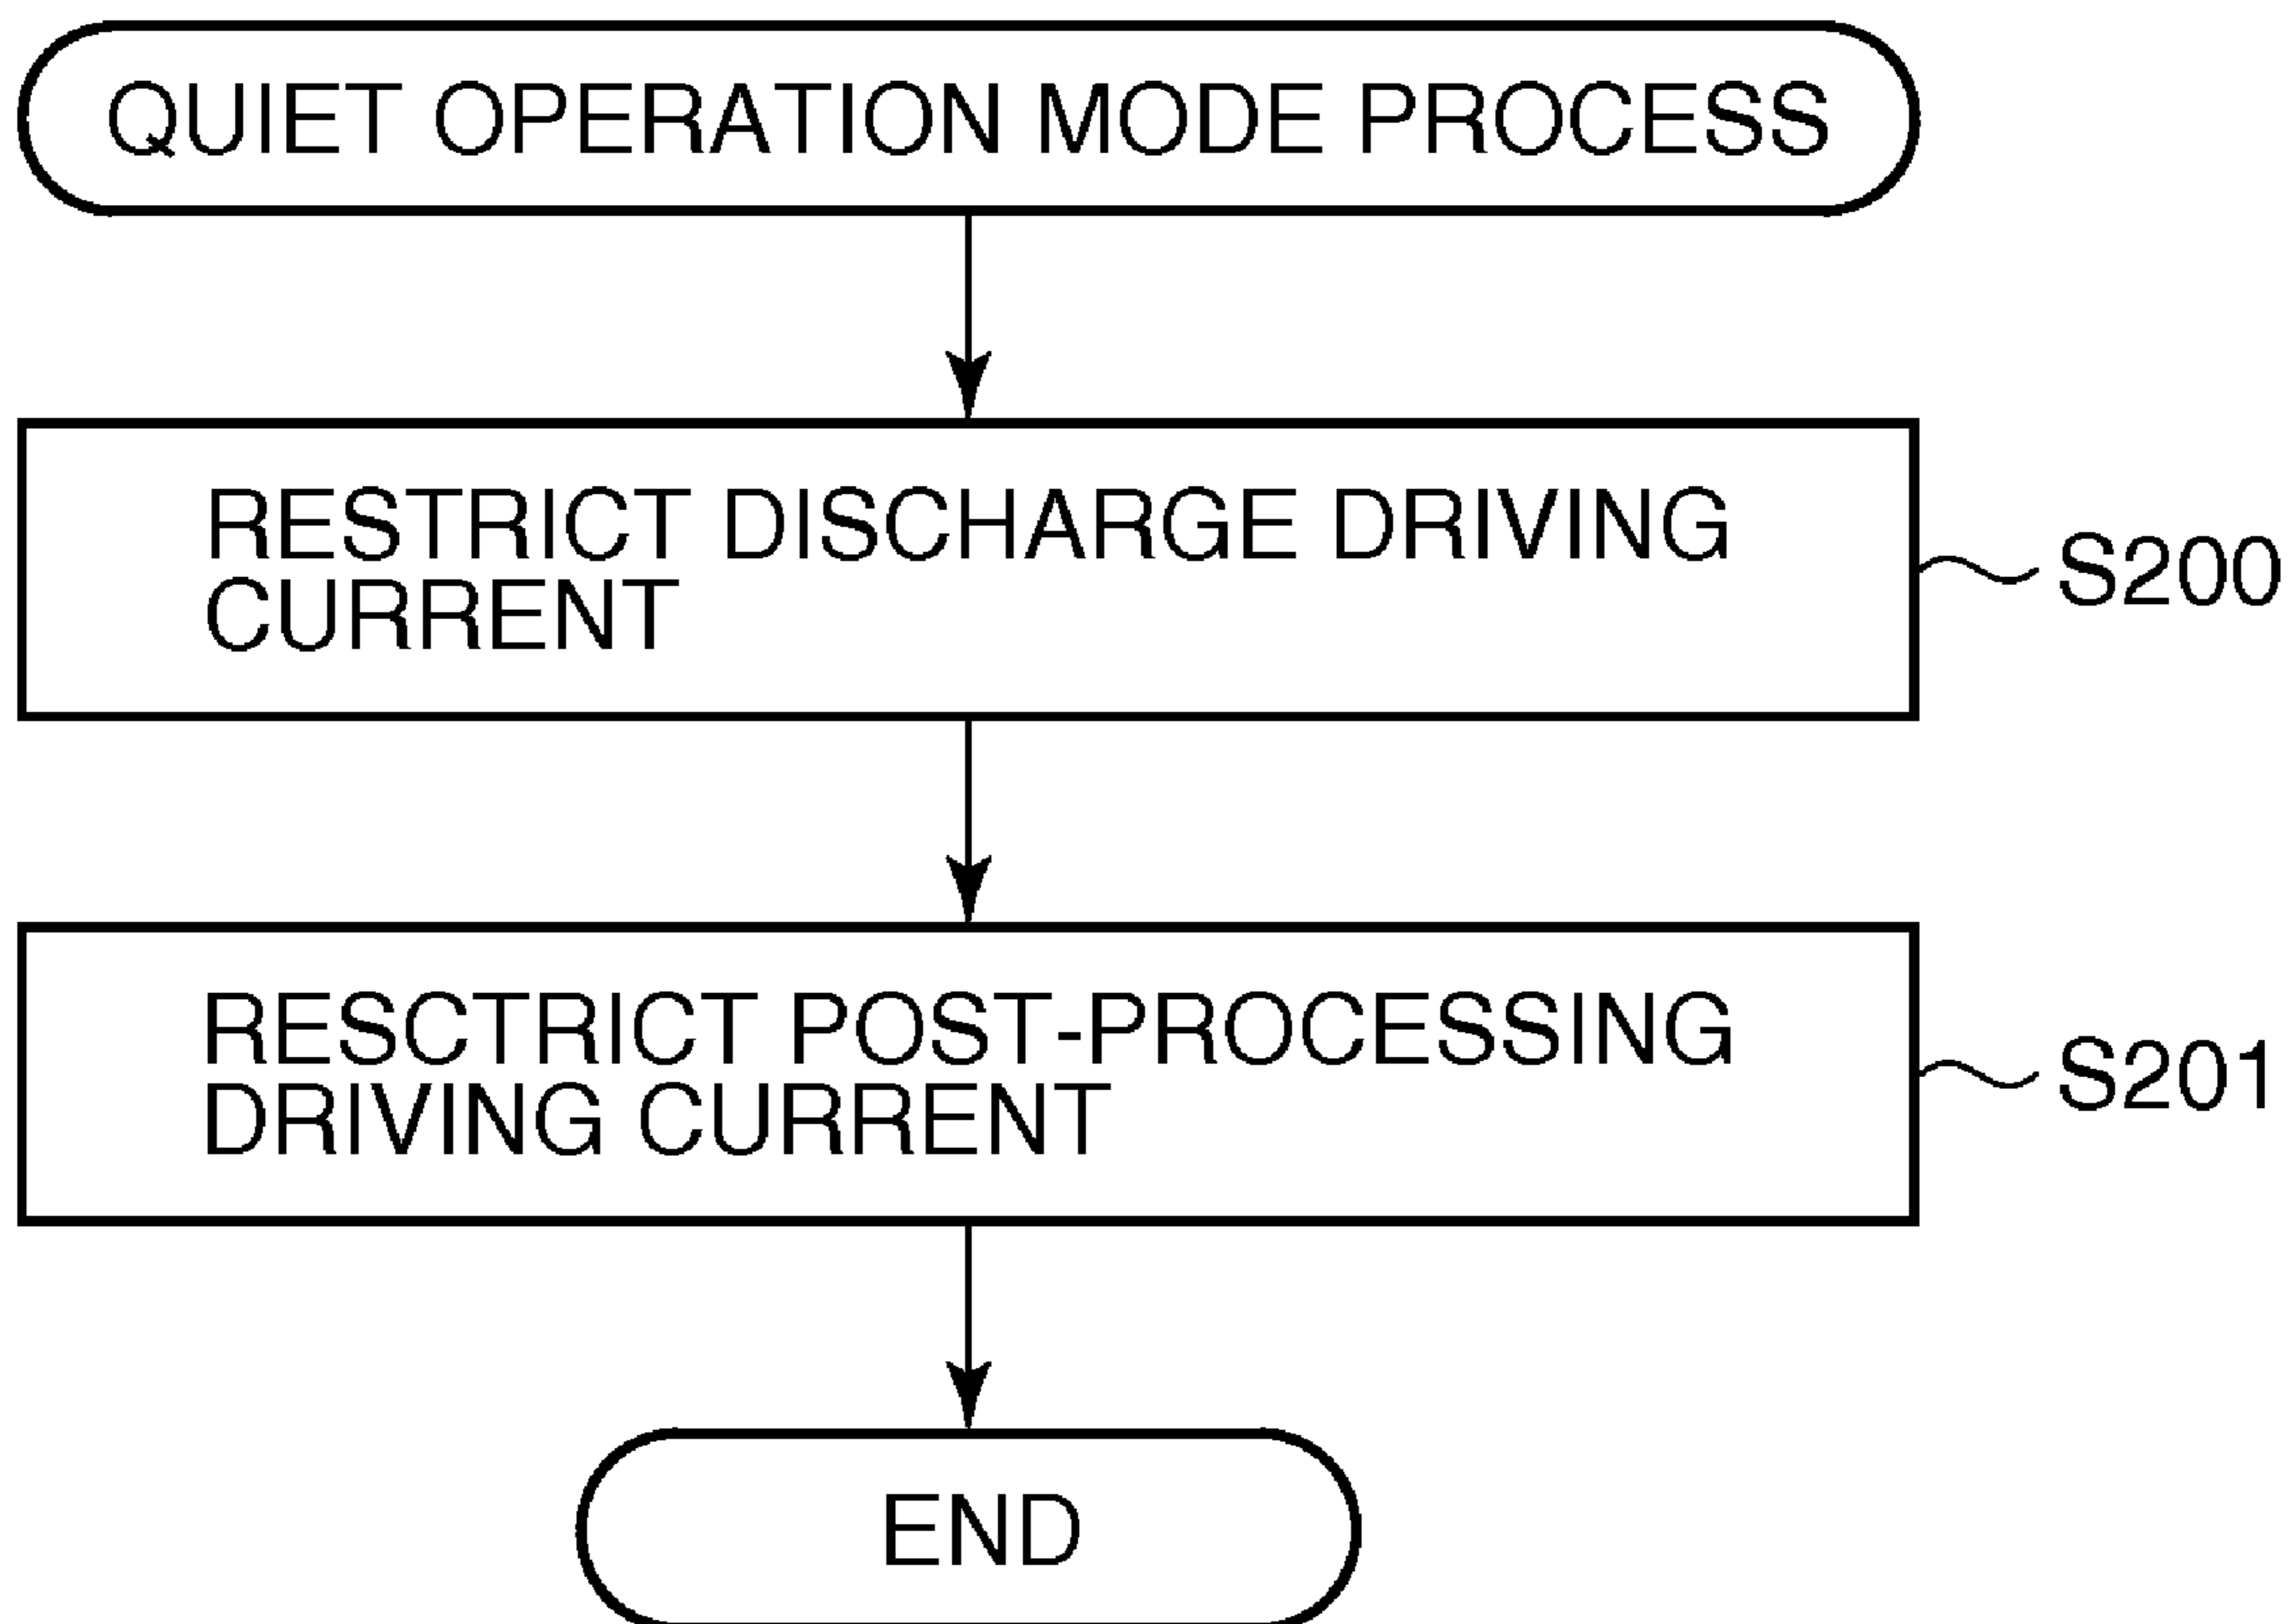 QUIET OPERATION MODE PROCESS
RESTRICT DISCHARGE DRIVING
CURRENT
S200
RESCTRICT POST-PROCESSING
DRIVING CURRENT
S201
END